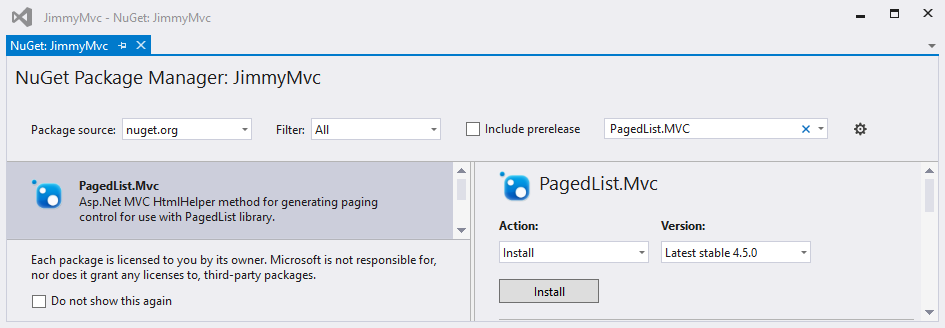 JimmyMvc - NuGet: JimmyMvc
NuGet: JimmyMvc
NuGet Package Manager: JimmyMvc
Package source: nuget.org Filter: All Include prerelease PagedList.MVC
PagedList.Mvc
Asp.Net MVC HtmlHelper method for generating paging
control for use with PagedList library.
Each package is licensed to you by its owner. Microsoft is not responsible for,
nor does it grant any licenses to, third-party packages.
Do not show this again
PagedList.Mvc
Action: Version:
Install Latest stable 4.5.0
Install